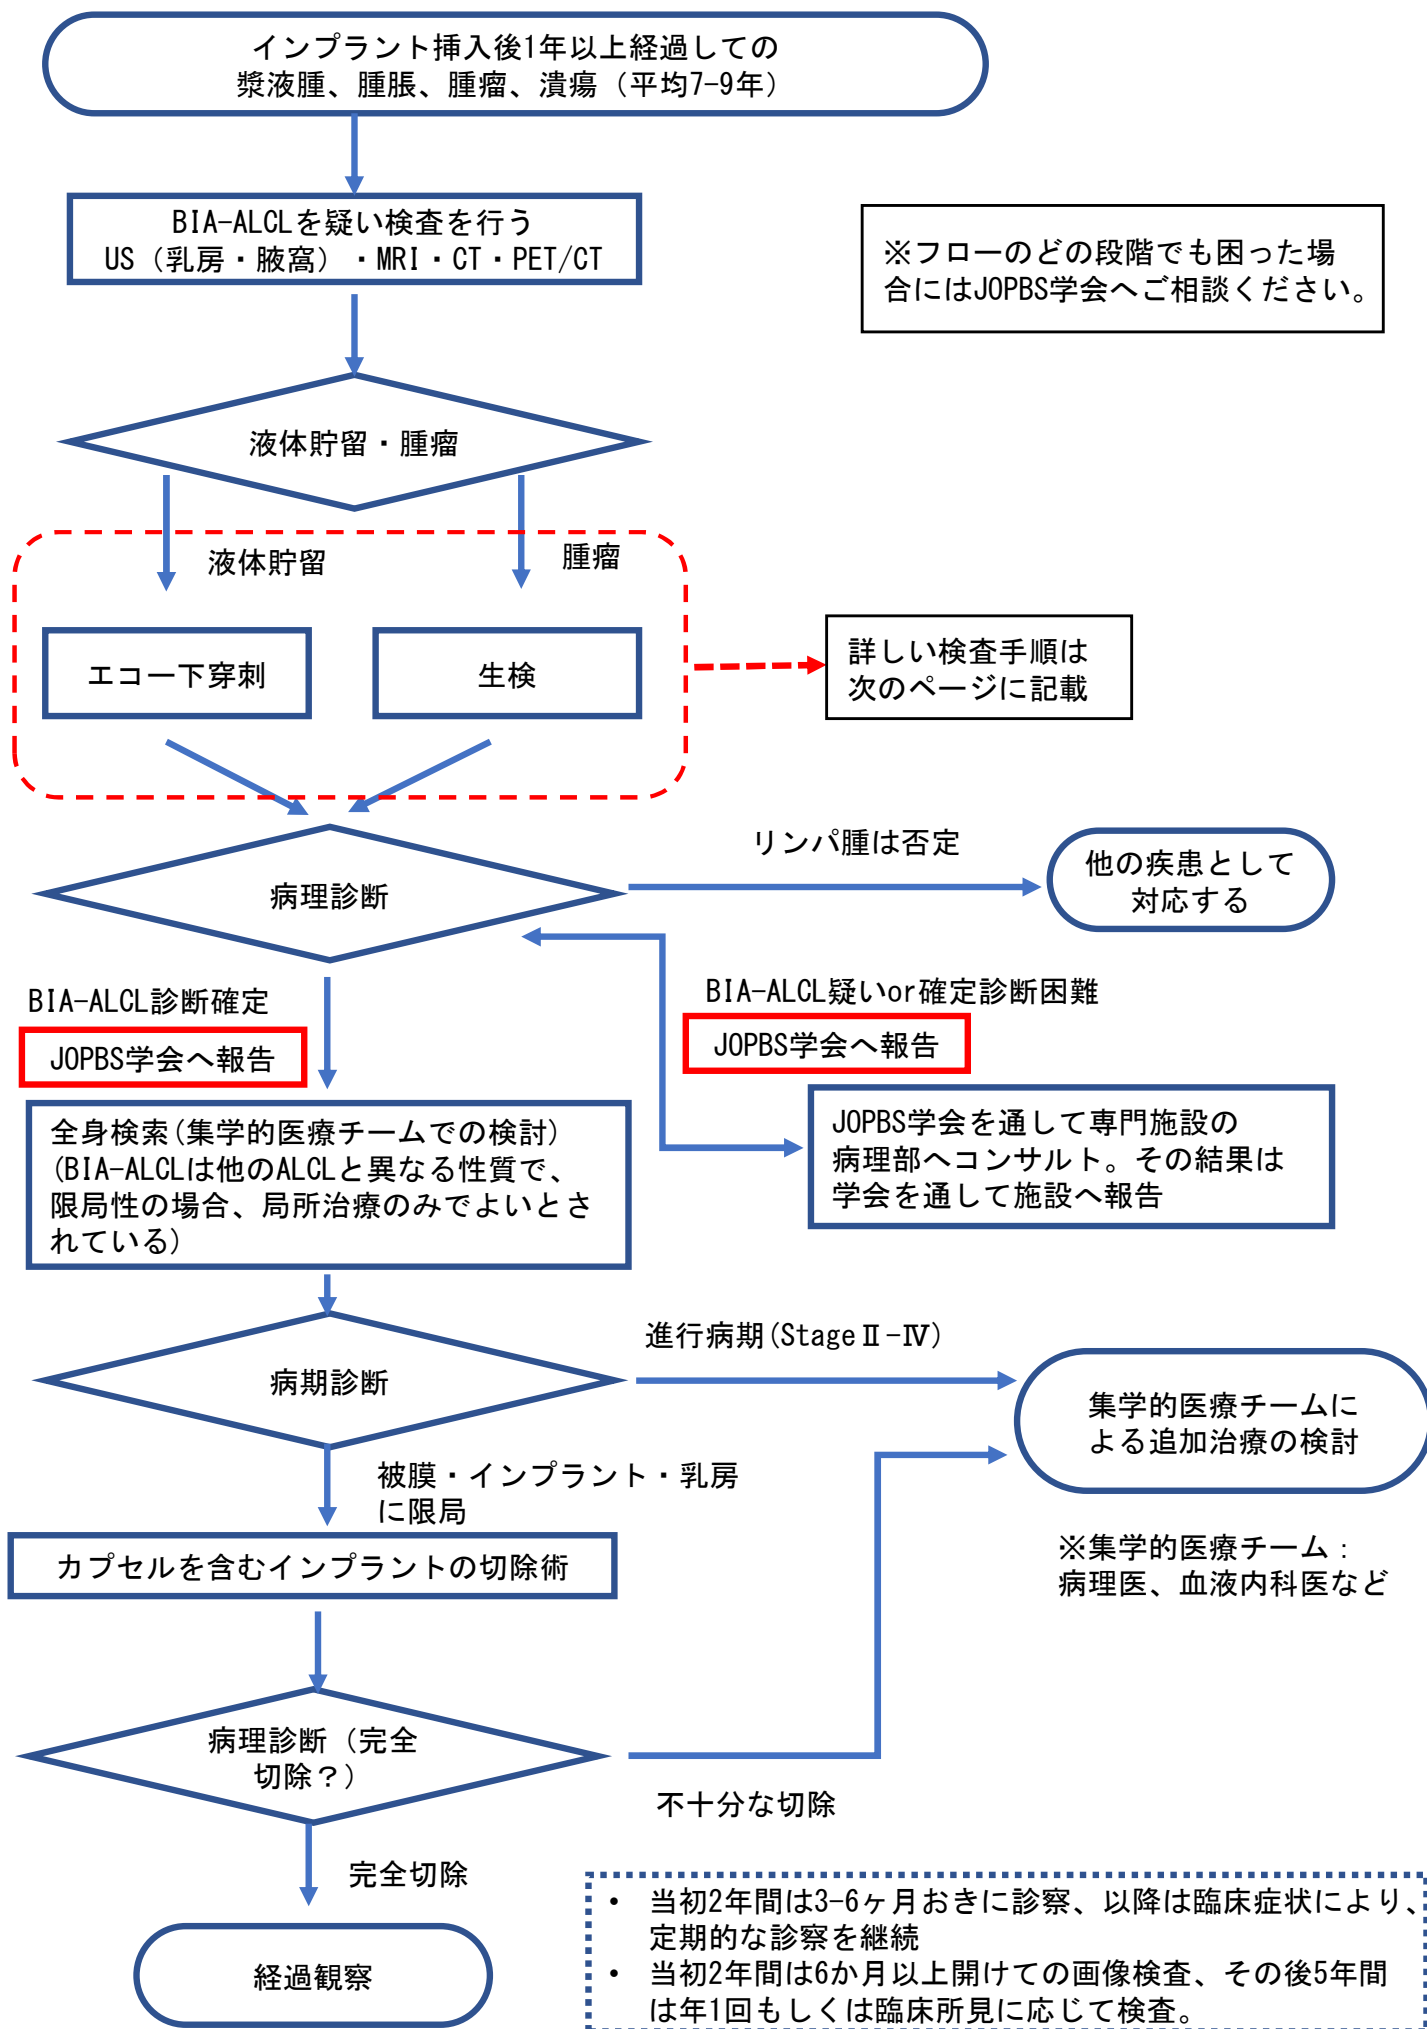 インプラント挿入後1年以上経過しての
漿液腫、腫脹、腫瘤、潰瘍（平均7-9年）
BIA-ALCLを疑い検査を行う
US（乳房・腋窩）・MRI・CT・PET/CT
※フローのどの段階でも困った場
合にはJOPBS学会へご相談ください。
液体貯留・腫瘤
液体貯留
腫瘤
エコー下穿刺
生検
詳しい検査手順は
次のページに記載
病理診断
リンパ腫は否定
他の疾患として
対応する
BIA-ALCL診断確定
JOPBS学会へ報告
BIA-ALCL疑いor確定診断困難
JOPBS学会へ報告
全身検索(集学的医療チームでの検討)
(BIA-ALCLは他のALCLと異なる性質で、
限局性の場合、局所治療のみでよいとさ
れている)
JOPBS学会を通して専門施設の
病理部へコンサルト。その結果は
学会を通して施設へ報告
病期診断
進行病期(StageⅡ-Ⅳ)
集学的医療チームに
よる追加治療の検討
被膜・インプラント・乳房
に限局
カプセルを含むインプラントの切除術
※集学的医療チーム：
病理医、血液内科医など
病理診断（完全
切除？）
不十分な切除
完全切除
経過観察
• 当初2年間は3-6ヶ月おきに診察、以降は臨床症状により、
定期的な診察を継続
• 当初2年間は6か月以上開けての画像検査、その後5年間
は年1回もしくは臨床所見に応じて検査。